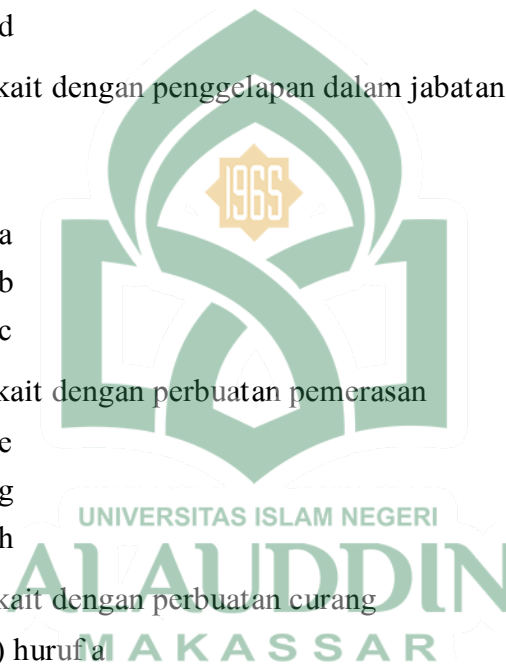 d
kait dengan penggelapan dalam jabatan
1965
a
b
c
kait dengan perbuatan pemerasan
e
g
UNIVERSITAS ISLAM NEGERI
h
ALAUDDIN
kait dengan perbuatan curang
) huruf a
MAKASSAR